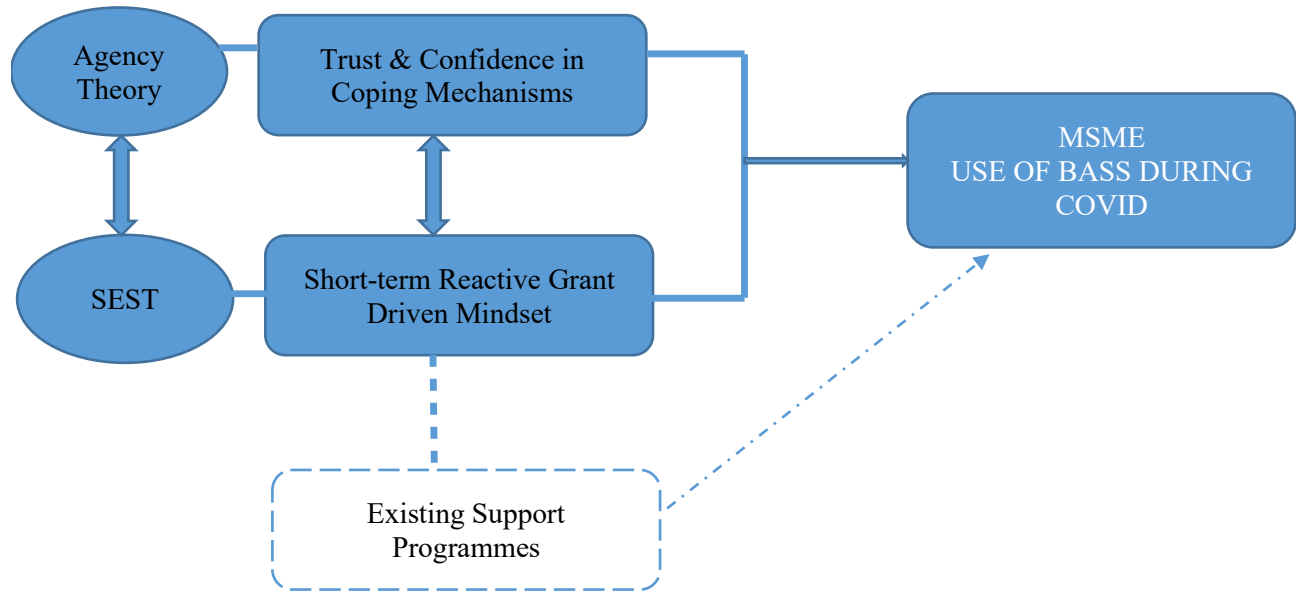 Agency
Theory
Trust & Confidence in
Coping Mechanisms
MSME
USE OF BASS DURING
COVID
SEST
Short-term Reactive Grant
Driven Mindset
Existing Support
Programmes